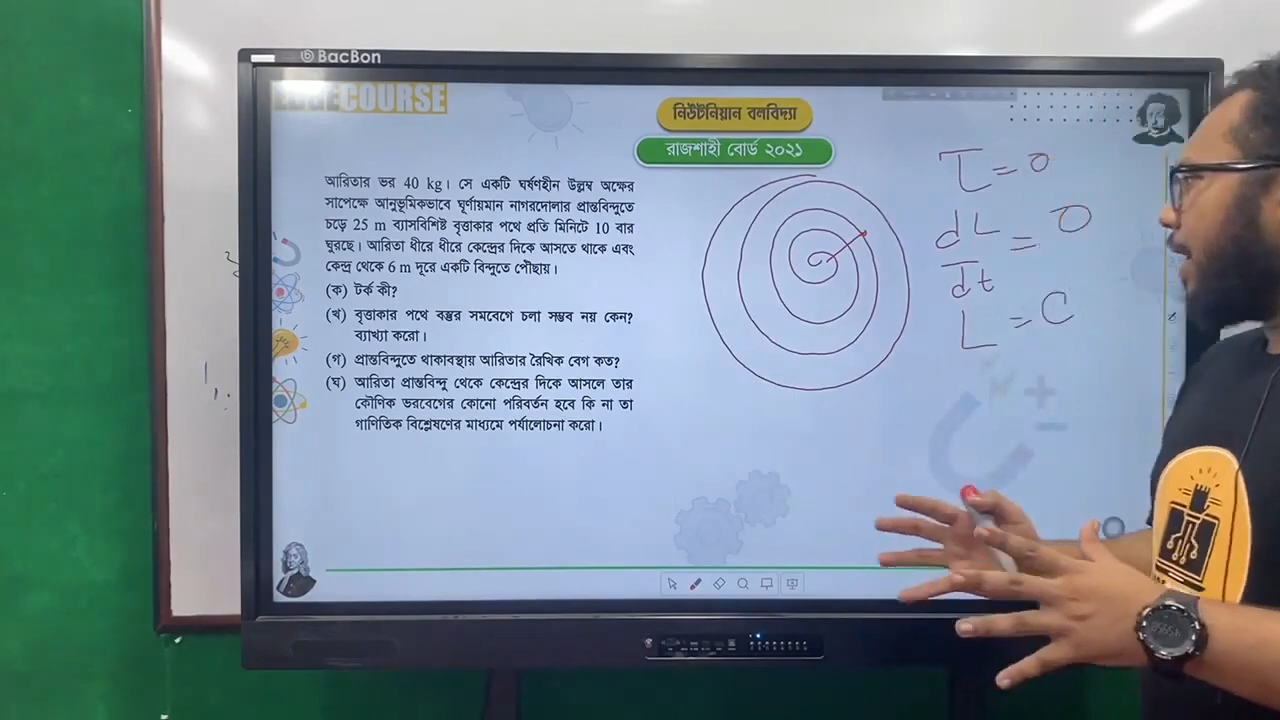 BacBon
COURSE
নিউটনিয়ান বলবিদ্যা
রাজশাহী বোর্ড ২০২১
আরিতার ভর 40 kg। সে একটি ঘর্ষণহীন উল্লম্ব অক্ষের
সাপেক্ষে আনুভূমিকভাবে ঘূর্ণায়মান নাগরদোলার প্রান্তবিন্দুতে
চড়ে 25 m ব্যাসবিশিষ্ট বৃত্তাকার পথে প্রতি মিনিটে 10 বার
ঘুরছে। আরিতা ধীরে ধীরে কেন্দ্রের দিকে আসতে থাকে এবং
কেন্দ্র থেকে 6 m দূরে একটি বিন্দুতে পৌঁছায়।
(ক) টর্ক কী?
(খ) বৃত্তাকার পথে বস্তুর সমবেগে চলা সম্ভব নয় কেন?
ব্যাখ্যা করো।
(গ) প্রান্তবিন্দুতে থাকাবস্থায় আরিতার রৈখিক বেগ কত?
(ঘ) আরিতা প্রান্তবিন্দু থেকে কেন্দ্রের দিকে আসলে তার
কৌণিক ভরবেগের কোনো পরিবর্তন হবে কি না তা
গাণিতিক বিশ্লেষণের মাধ্যমে পর্যালোচনা করো।
τ = 0
dL/dt = 0
L = C